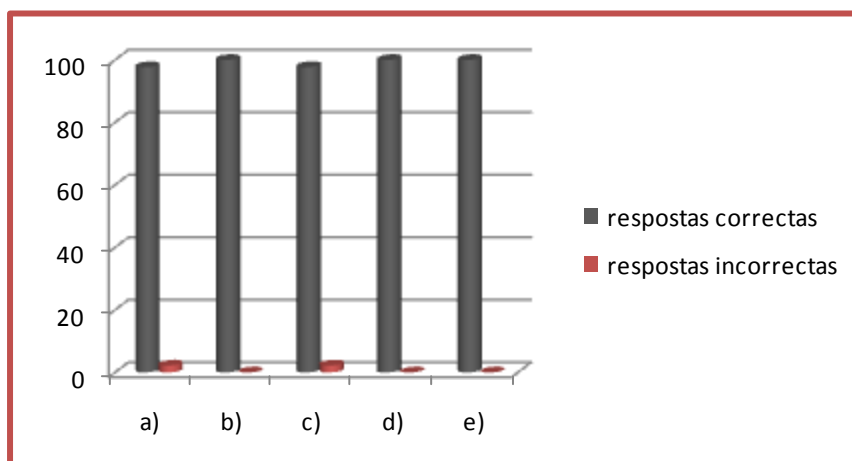 100
80
60
40
20
0
a) b) c) d) e)
respostas correctas
respostas incorrectas